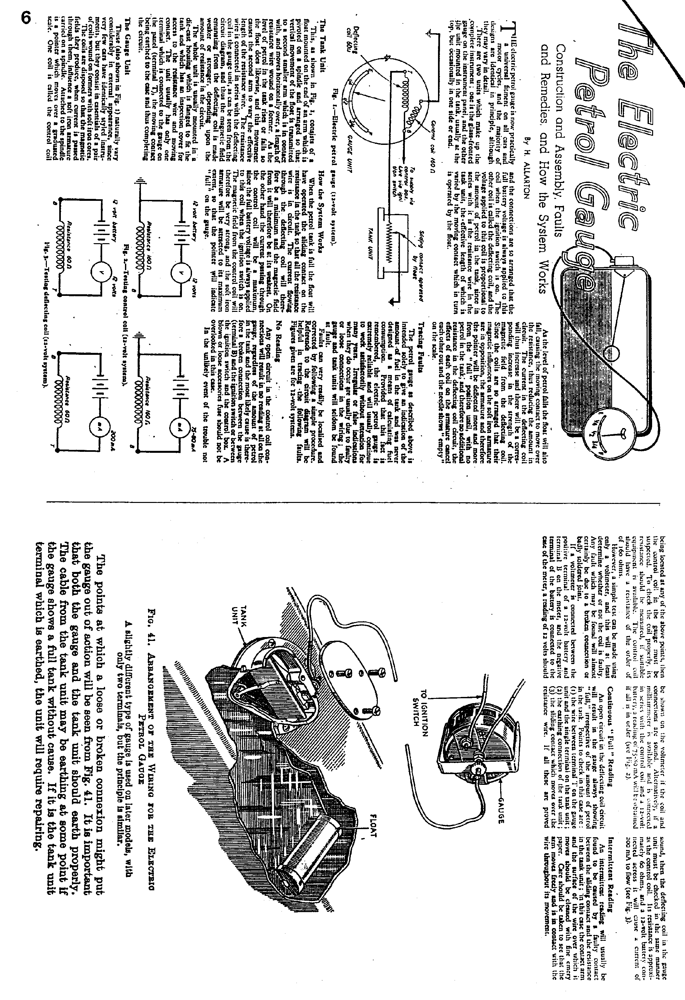 The Electric
Petrol Gauge
Construction and Assembly, Faults
and Remedies, and How the System Works
By H. ALLARTON
THE electric petrol gauge is now practically
a universal fitment on all cars and
motor cycles, and the majority of
designs are identical in principle, although
they may vary in detail.
There are two units which make up the
complete instrument; one is the glass-fronted
gauge on the instrument panel, and the other
the unit mounted in the tank, usually at the
top, but occasionally in one side or end.
Deflecting
coil 60ω
Control coil 160 Ω
T
B
E
1/4
1/2
3/4
F
GAUGE UNIT
To supply via
control box.
Live via igni
tion switch
Sliding contact operated
by float
TANK UNIT
Fig. 1.—Electric petrol gauge (12-volt system).
The Tank Unit
This, as shown in Fig. 1, consists of a
float mounted on the end of an arm which is
pivoted on a spindle and arranged so that
vertical movement of the float is transmitted
to a second smaller arm which is in contact
with, and moves horizontally over, a length of
resistance wire wound on a former. As the
level of petrol in the tank rises or falls so
the float does likewise, and this movement
causes the second arm to vary the effective
length of the resistance wire. The resistance
wire is connected in series with the deflecting
coil in the gauge unit, as can be seen from the
circuit diagram, and thus the magnetic field
emanating from the deflecting coil is made
weaker or stronger, depending upon the
amount of resistance in the circuit.
The whole unit is usually mounted in a
die-cast housing which is flanged to fit the
tank and which has an inspection cover for
access to the resistance wire and moving
contact. The unit usually has only one
terminal which is connected to the gauge on
the panel (terminal T), the moving contact
being earthed to the case and thus completing
the circuit.
The Gauge Unit
These (also shown in Fig. 1) naturally vary
considerably in external appearance, since
very few cars have identically styled instru-
ments, but they consist in essentials of a pair
of coils wound on formers with soft iron cores.
The coils are disposed so that the magnetic
fields they produce, when current is passed
through them, influence a soft iron armature
carried on a spindle. Attached to the spindle
is a pointer which moves over a graduated
scale. One coil is called the control coil
and the connections are so arranged that the
full battery voltage is always applied to this
coil when the ignition switch is on. The
other coil is called the deflecting coil, and the
voltage applied to this coil is proportional to
the amount of petrol in the tank, since in
series with it is the resistance wire in the
tank unit, the effective length of which is
varied by the moving contact which in turn
is operated by the float.
How the System Works
When the petrol tank is full the float will
have operated the sliding contact on the
resistance in the tank so that all the resistance
wire is in circuit. The current flowing
through the deflecting coil will there-
fore be a minimum and the magnetic field
from it will therefore be at its weakest. On
the other hand the current passing through
the control coil will be a maximum,
since the full battery voltage is always applied
to this coil when the ignition switch is on.
The magnetic field from the control coil will
therefore be very strong, and the soft iron
armature will be attracted to its maximum
extent, so that the pointer will indicate
"full" on the gauge.
12 volt battery
12 volts
V
Resistance 160 Ω
B
75-80 mA
mA
Resistance 160 Ω
B
Fig. 2.—Testing control coil (12-volt system).
12 volt battery
12 volts
V
Resistance 60 Ω
B
T
200 mA
mA
Resistance 60 Ω
B
T
Fig. 3.—Testing deflecting coil (12-volt system).
E
1/4
1/2
3/4
F
As the level of petrol falls the float will also
fall, causing the moving contact to move over
the resistance, thus reducing the amount in
circuit. The current in the deflecting coil
will thus increase and there will be a corres-
ponding increase in the strength of the
magnetic field from the deflecting coil.
Since the coils are so arranged that their
magnetic influences on the soft iron armature
are in opposition, the armature and therefore
the pointer will be deflected more and more
from the "full" position until, with no
petrol in the tank, and therefore no additional
resistance in the deflecting coil circuit, the
effects of each coil on the armature cancel
each other out and the needle shows "empty"
on the scale.
Tracing Faults
The petrol gauge as described above is
intended solely to give an indication of the
amount of fuel in the tank and was never
designed as a means of calculating fuel
consumption. Provided that this fact is
remembered, the electric petrol gauge is
extremely reliable and will usually continue
to work satisfactorily without attention for
many years. Irregular or false indications
when they do occur are usually due to faulty
or loose connections in the wiring; the
gauge and tank units will seldom be found
at fault.
Faults can very readily be localised and
corrected by following a simple procedure.
Reference to the circuit diagram will be
helpful in tracing the following faults.
Figures given are for 12-volt systems.
No Reading
Any open circuit in the control coil con-
nections will result in no reading at all on the
gauge, regardless of the amount of petrol
in the tank and the most likely cause is there-
fore a broken connection between the gauge
(terminal B) and the ignition switch or between
the ignition switch and the control box. A
blown or loose accessories fuse should not be
overlooked in this case.
In the unlikely event of the trouble not
6
being located at any of the above points, then
the control coil in the gauge must be
suspected. To check the coil properly, its
resistance should be measured, if suitable
equipment is available. The control coil
should have a resistance of the order of
of 160 ohms.
However, a simple test can be made using
only a voltmeter, and this will at least
determine whether or not the coil is faulty.
Any fault which may be found will almost
certainly be due to a broken connection or
badly soldered joint.
If a voltmeter is connected between the
positive terminal of a 12-volt battery and
terminal B on the meter, and the negative
terminal of the battery is connected to the
case of the meter, a reading of 12 volts should
be shown on the voltmeter if the coil and
connections are sound. Alternatively, if a
milliammeter is available and is connected
in series with the control coil and a 12-volt
battery, a reading of 75-80 mA will be obtained
if all is in order (see Fig. 2).
Continuous "Full" Reading
An open circuit in the deflecting coil circuit
will result in the gauge always showing
"full," irrespective of the amount of petrol
in the tank. Points to check in this case are:
(1) the wire between terminal T on the gauge
unit and the single terminal on the tank unit;
(2) the earthing connection of the tank unit;
(3) the sliding contact which moves over the
resistance wire. If all these are proved
sound, then the deflecting coil in the gauge
unit must be checked in the same manner
as the control coil. Its resistance is approxi-
mately 60 ohms, and a 12-volt battery con-
nected across it will cause a current of
200 mA to flow (see Fig. 3).
Intermittent Reading
An intermittent reading will usually be
found to be caused by a faulty contact
between the sliding contact and the resistance
in the tank unit; in this case the contact arm
and the surface of the wire over which it
moves should be cleaned with fine emery
paper. Care should be taken to see that the
arm moves freely and is in contact with the
wire throughout its movement.
TO IGNITION
SWITCH
GAUGE
TANK
UNIT
FLOAT
FIG. 41. ARRANGEMENT OF THE WIRING FOR THE ELECTRIC
PETROL GAUGE
A slightly different type of gauge is used on later models, with
only two terminals, but the principle is similar.
The points at which a loose or broken connexion might put
the gauge out of action will be seen from Fig. 41. It is important
that both the gauge and the tank unit should earth properly.
The cable from the tank unit may be earthing at some point if
the gauge shows a full tank without cause. If it is the tank unit
terminal which is earthed, the unit will require repairing.